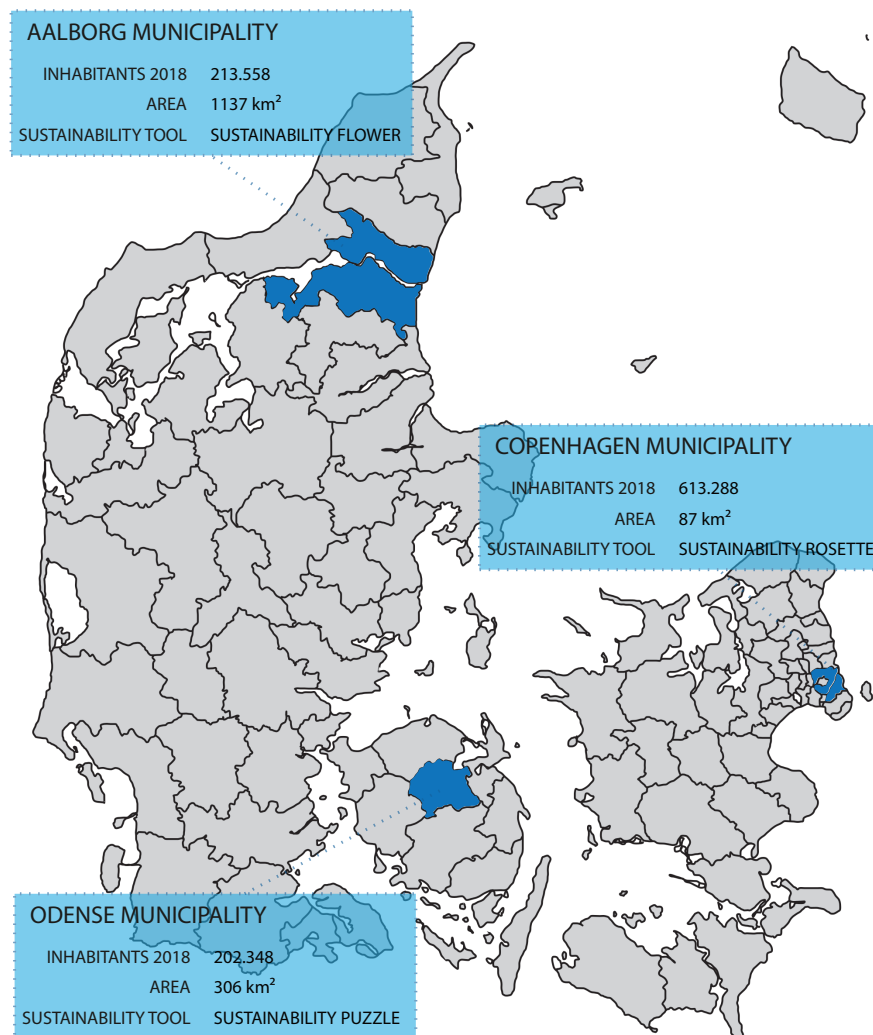 AALBORG MUNICIPALITY
INHABITANTS 2018 213.558
AREA 1137 km²
SUSTAINABILITY TOOL SUSTAINABILITY FLOWER
COPENHAGEN MUNICIPALITY
INHABITANTS 2018 613.288
AREA 87 km²
SUSTAINABILITY TOOL SUSTAINABILITY ROSETTE
ODENSE MUNICIPALITY
INHABITANTS 2018 202.348
AREA 306 km²
SUSTAINABILITY TOOL SUSTAINABILITY PUZZLE